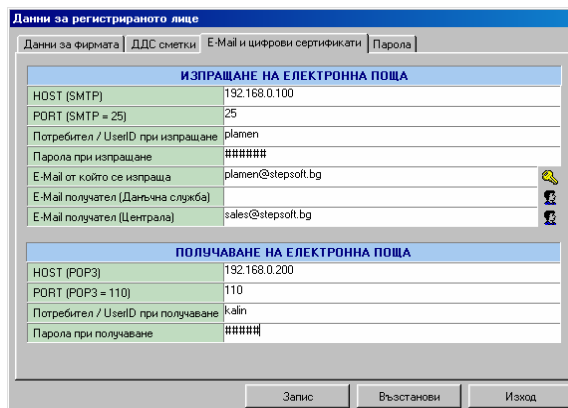 Данни за регистрираното лице
Данни за фирмата ДДС сметки E-Mail и цифрови сертификати Парола
ИЗПРАЩАНЕ НА ЕЛЕКТРОННА ПОЩА
HOST (SMTP) 192.168.0.100
PORT (SMTP = 25) 25
Потребител / UserID при изпращане plamen
Парола при изпращане ######
E-Mail от който се изпраща plamen@stepsoft.bg
E-Mail получател (Данъчна служба)
E-Mail получател (Централа) sales@stepsoft.bg
ПОЛУЧАВАНЕ НА ЕЛЕКТРОННА ПОЩА
HOST (POP3) 192.168.0.200
PORT (POP3 = 110) 110
Потребител / UserID при получаване kalin
Парола при получаване #####
Запис Възстанови Изход